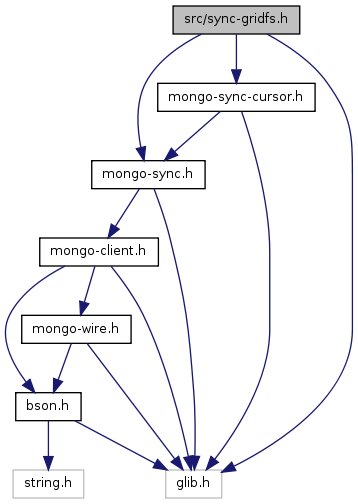 src/sync-gridfs.h
mongo-sync-cursor.h
mongo-sync.h
mongo-client.h
mongo-wire.h
bson.h
string.h
glib.h